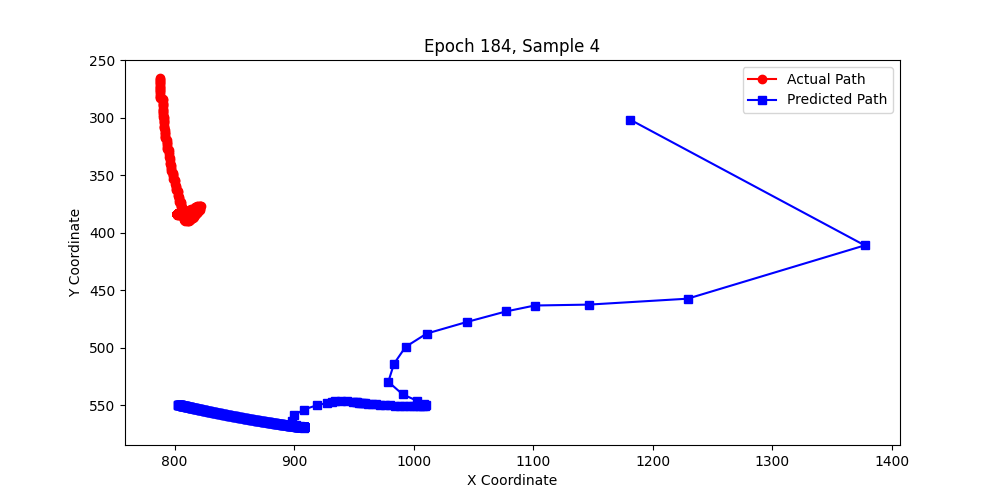 Epoch 184, Sample 4
Actual Path
Predicted Path
250
300
350
400
450
500
550
Y Coordinate
800 900 1000 1100 1200 1300 1400
X Coordinate